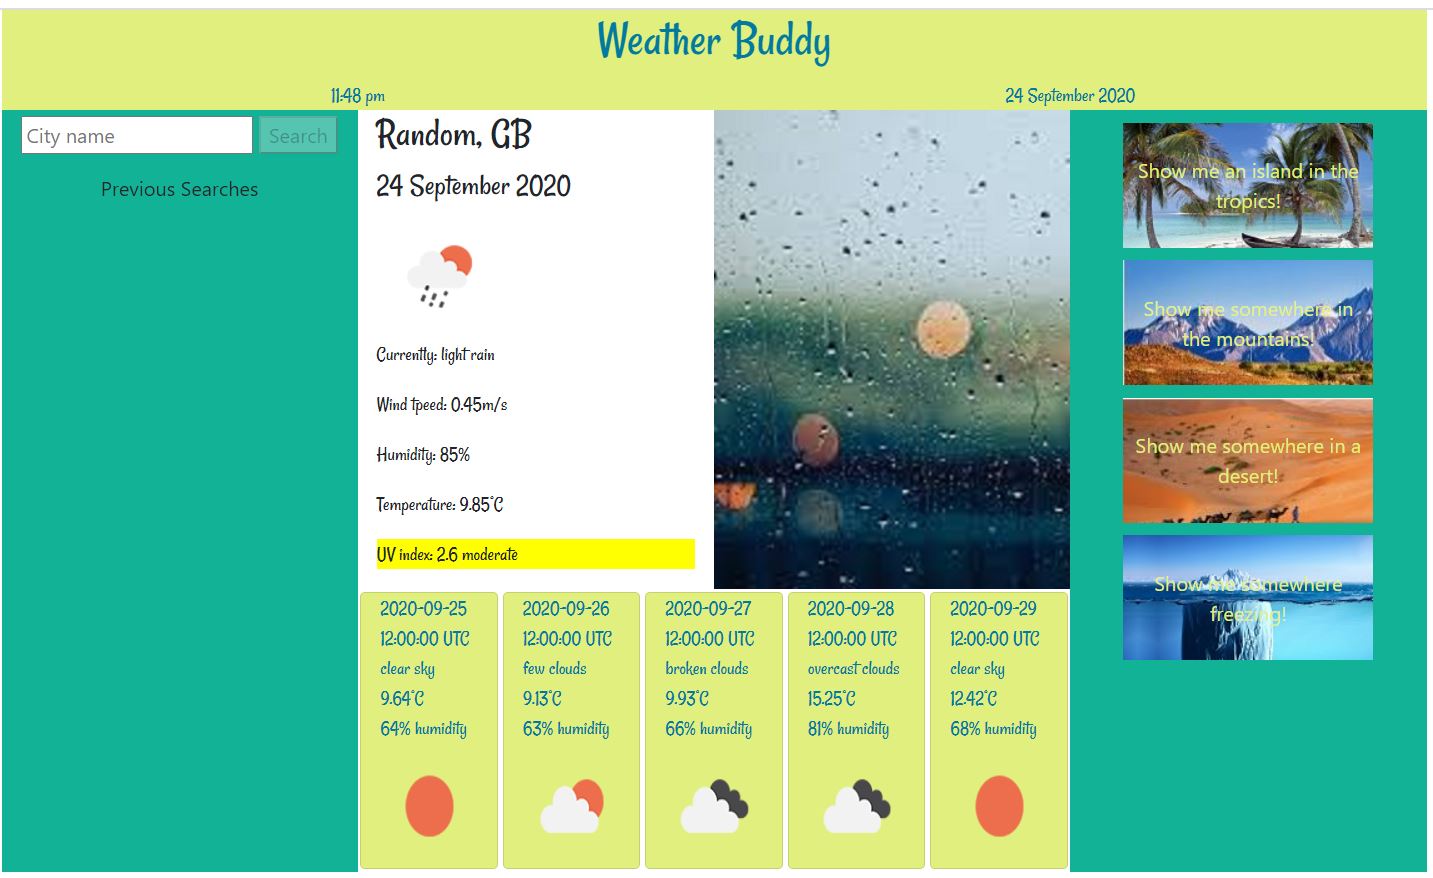 Weather Buddy
11:48 pm
24 September 2020
City name
Search
Previous Searches
Random, GB
24 September 2020
Currently: light rain
Wind tpeed: 0.45m/s
Humidity: 85%
Temperature: 9.85°C
UV index: 2.6 moderate
2020-09-25
12:00:00 UTC
clear sky
9.64°C
64% humidity
2020-09-26
12:00:00 UTC
few clouds
9.13°C
63% humidity
2020-09-27
12:00:00 UTC
broken clouds
9.93°C
66% humidity
2020-09-28
12:00:00 UTC
overcast clouds
15.25°C
81% humidity
2020-09-29
12:00:00 UTC
clear sky
12.42°C
68% humidity
Show me an island in the
tropics!
Show me somewhere in
the mountains!
Show me somewhere in a
desert!
Show me somewhere
freezing!